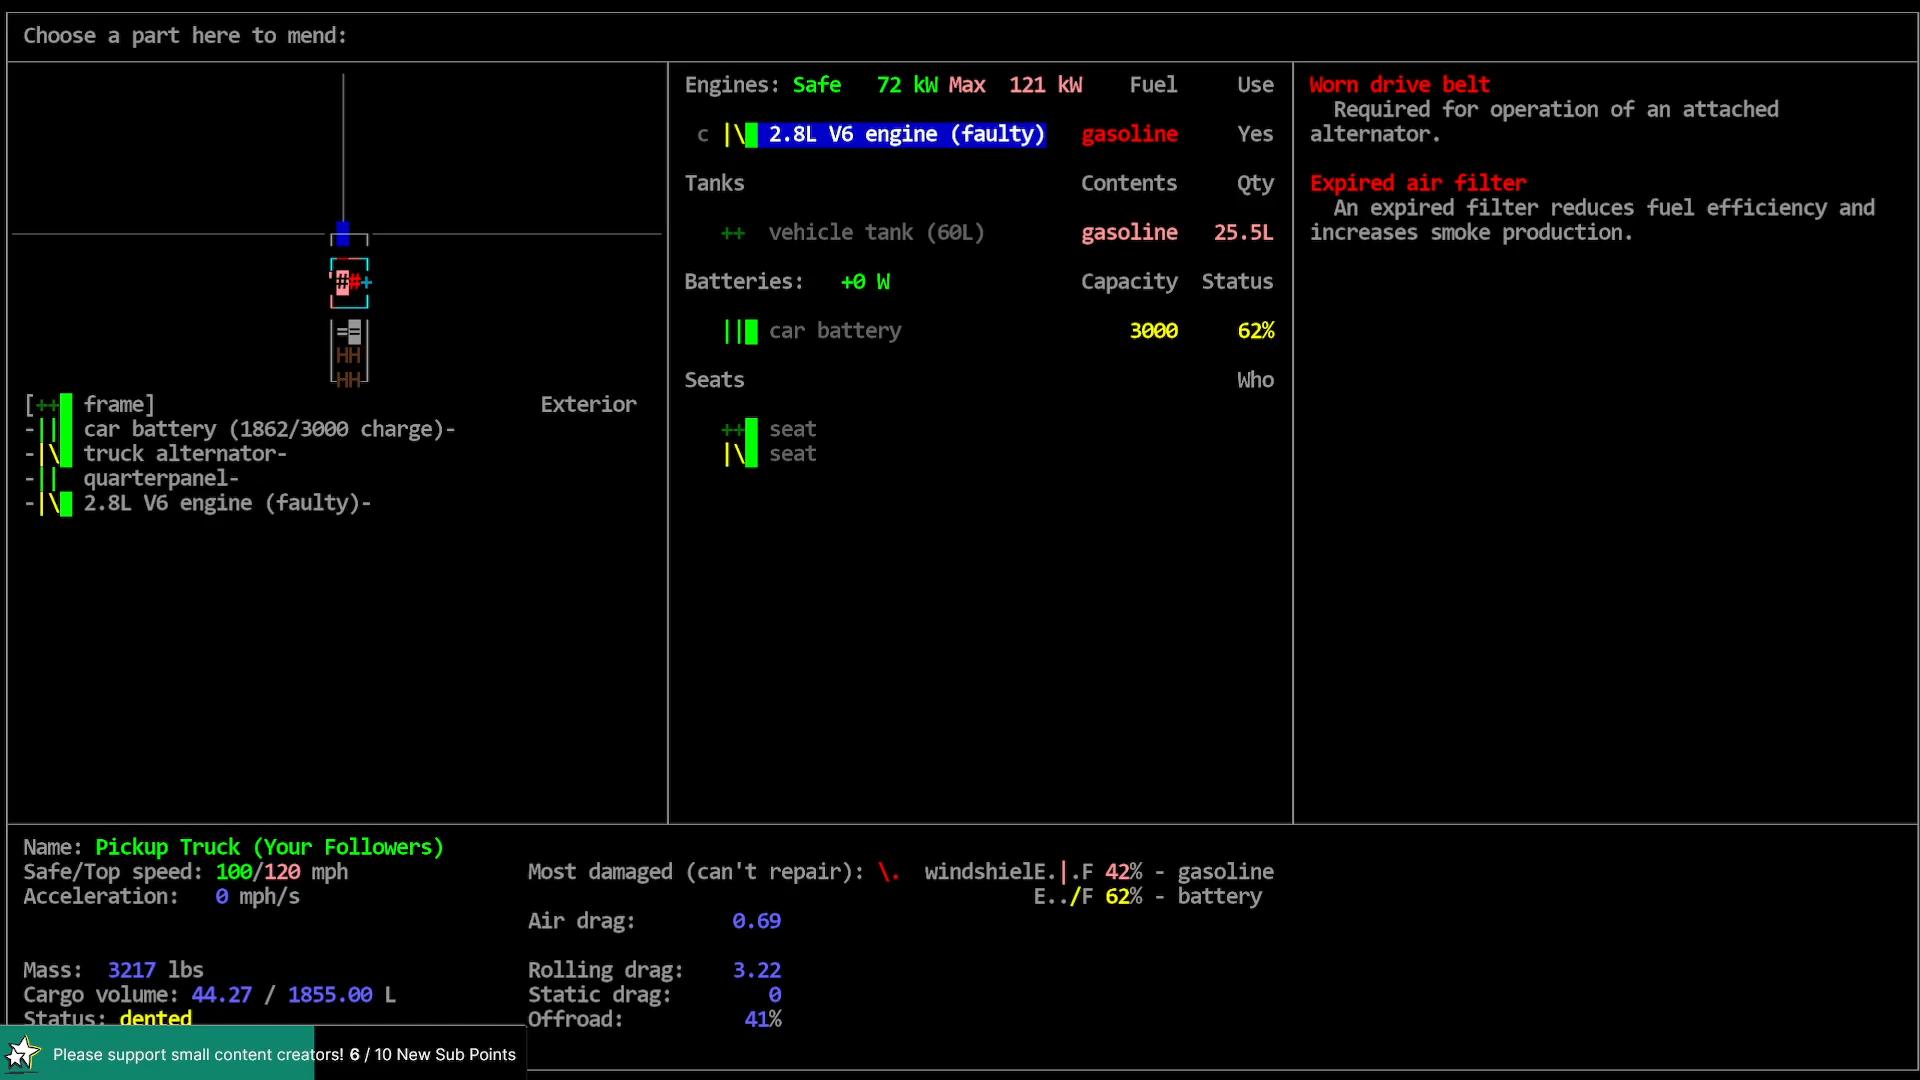 Choose a part here to mend:
Engines: Safe 72 kW Max 121 kW Fuel Use
c |\ 2.8L V6 engine (faulty) gasoline Yes
Tanks Contents Qty
++ vehicle tank (60L) gasoline 25.5L
Batteries: +0 W Capacity Status
|| car battery 3000 62%
Seats Who
++ seat
|\ seat
Worn drive belt
Required for operation of an attached
alternator.
Expired air filter
An expired filter reduces fuel efficiency and
increases smoke production.
'##+
==
HH
HH
[++ frame] Exterior
-|| car battery (1862/3000 charge)-
-|\ truck alternator-
-|| quarterpanel-
-|\ 2.8L V6 engine (faulty)-
Name: Pickup Truck (Your Followers)
Safe/Top speed: 100/120 mph
Acceleration: 0 mph/s
Mass: 3217 lbs
Cargo volume: 44.27 / 1855.00 L
Status: dented
Most damaged (can't repair): \. windshielE.|.F 42% - gasoline
E../F 62% - battery
Air drag: 0.69
Rolling drag: 3.22
Static drag: 0
Offroad: 41%
Please support small content creators! 6 / 10 New Sub Points